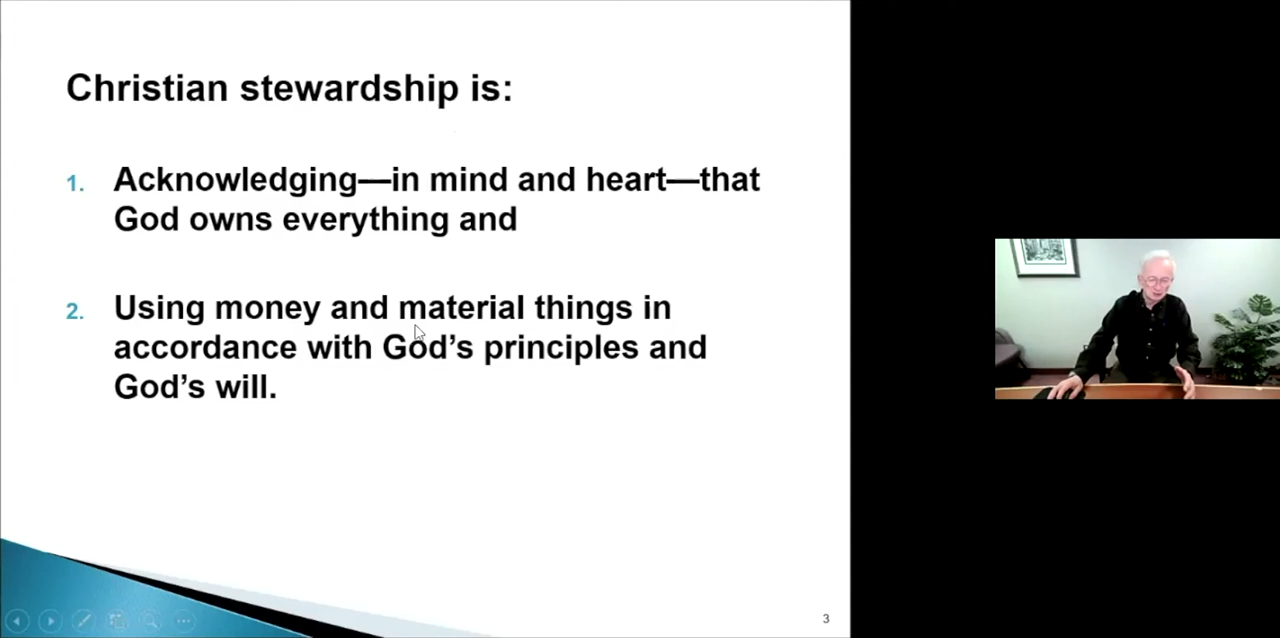 Christian stewardship is:
1. Acknowledging—in mind and heart—that
God owns everything and
2. Using money and material things in
accordance with God’s principles and
God’s will.
3